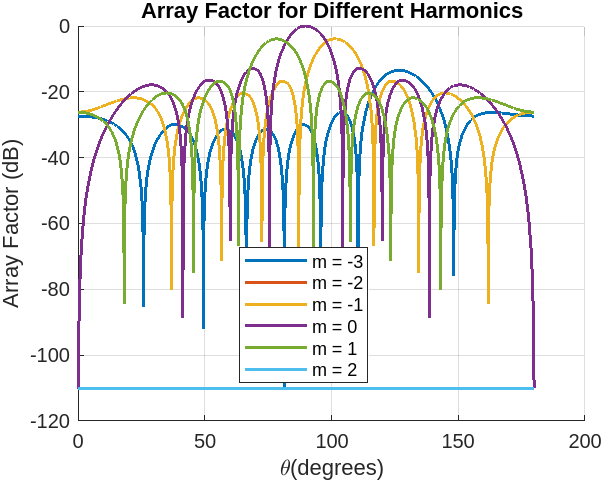 Array Factor for Different Harmonics
0
-20
-40
-60
-80
-100
-120
Array Factor (dB)
m = -3
m = -2
m = -1
m = 0
m = 1
m = 2
0 50 100 150 200
θ(degrees)